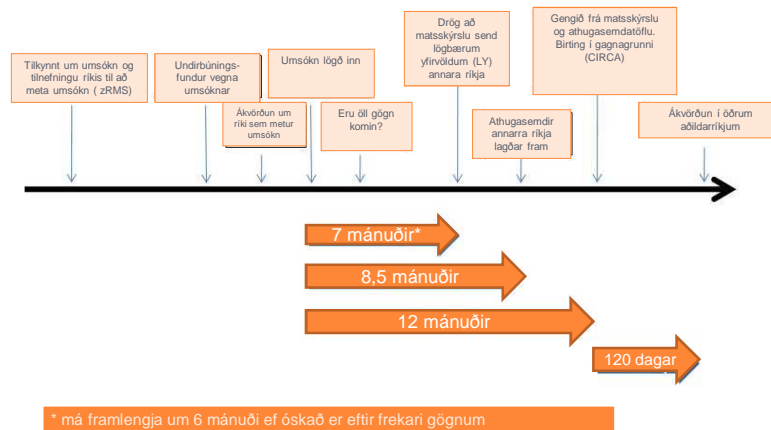 Tilkynnt um umsókn og
tilnefningu ríkis til að
meta umsókn ( zRMS)
Undirbúnings-
fundur vegna
umsóknar
Ákvörðun um
ríki sem metur
umsókn
Umsókn lögð inn
Eru öll gögn
komin?
Drög að
matsskýrslu send
lögbærum
yfirvöldum (LY)
annara ríkja
Athugasemdir
annarra ríkja
lagðar fram
Gengið frá matsskýrslu
og athugasemdatöflu.
Birting í gagnagrunni
(CIRCA)
Ákvörðun í öðrum
aðildarríkjum
7 mánuðir*
8,5 mánuðir
12 mánuðir
120 dagar
* má framlengja um 6 mánuði ef óskað er eftir frekari gögnum